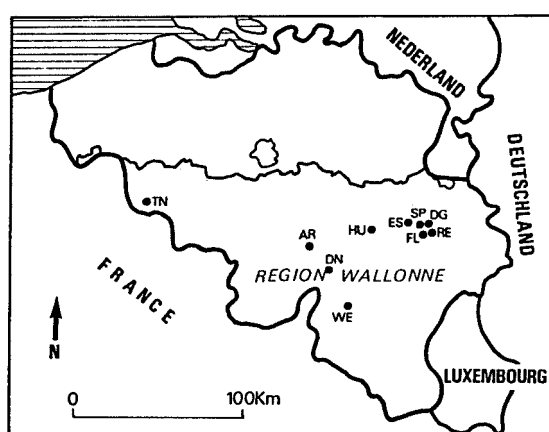 NEDERLAND
DEUTSCHLAND
TN
ES
SP
DG
HU
FL
RE
AR
DN
REGION WALLONNE
FRANCE
WE
N
LUXEMBOURG
0
100Km